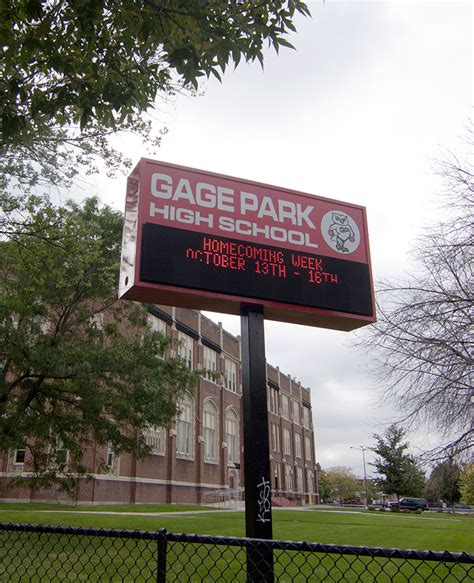 GAGE PARK
HIGH SCHOOL
HOMECOMING WEEK
OCTOBER 13TH - 16TH